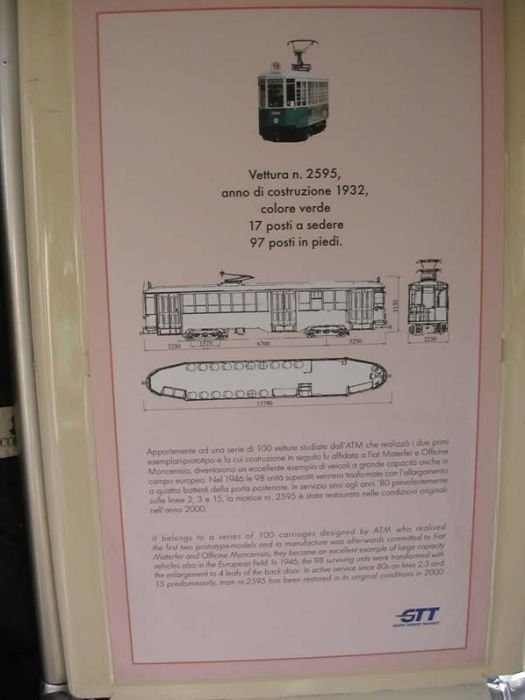 Vettura n. 2595,
anno di costruzione 1932,
colore verde
17 posti a sedere
97 posti in piedi.
3150
3250
1575
6700
3250
2250
13790
Appartenente ad una serie di 100 vetture studiate dall'ATM che realizzò i due primi
esemplari-prototipo e la cui costruzione in seguito fu affidata a Fiat Materfer e Officine
Moncenisio, diventarono un eccellente esempio di veicoli a grande capacità anche in
campo europeo. Nel 1946 le 98 unità superstiti vennero trasformate con l'allargamento
a quattro battenti della porta posteriore. In servizio sino agli anni '80 prevalentemente
sulle linee 2, 3 e 15, la motrice nr. 2595 è stata restaurata nelle condizioni originali
nell'anno 2000.
It belongs to a series of 100 carriages designed by ATM who realised
the first two prototype-models and its manufacture was afterwards committed to Fiat
Materfer and Officine Moncenisio, they became an excellent example of large capacity
vehicles also in the European field. In 1946, the 98 surviving units were transformed with
the enlargement to 4 leafs of the back door. In active service since 80s on lines 2,3 and
15 predominantly, tram nr.2595 has been restored in its original conditions in 2000
STT